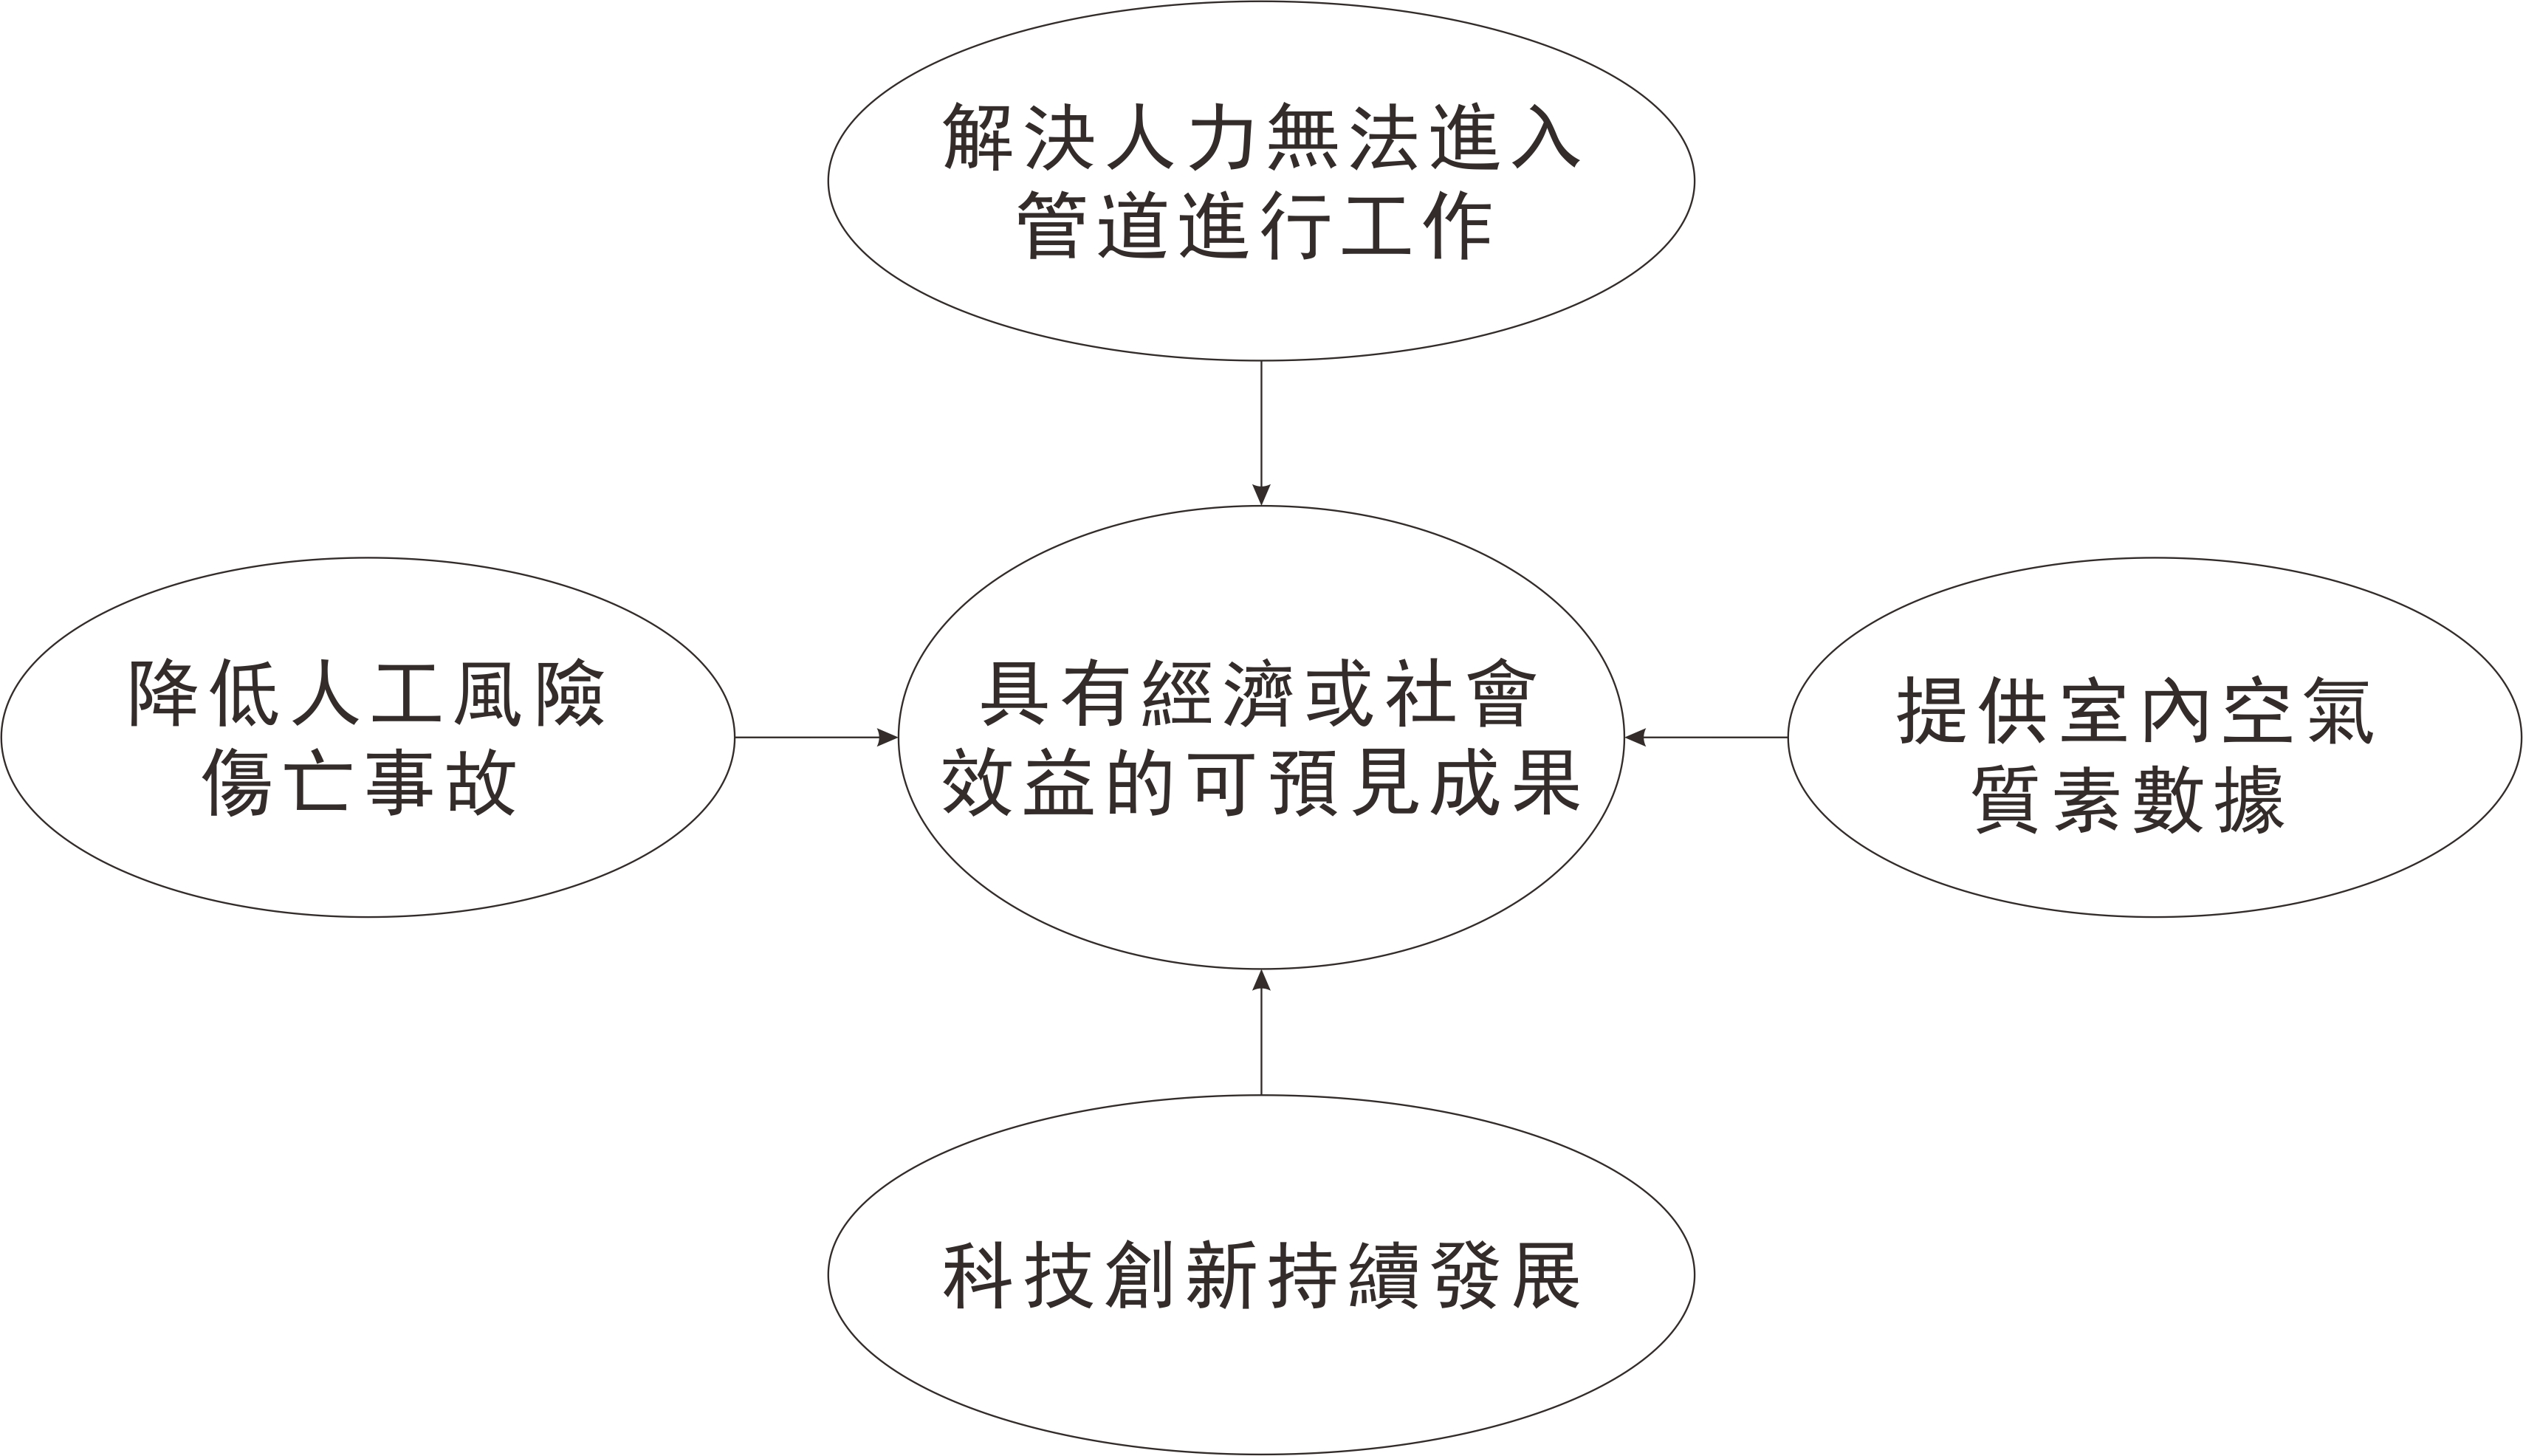 解決人力無法進入
管道進行工作
降低人工風險
傷亡事故
具有經濟或社會
效益的可預見成果
提供室內空氣
質素數據
科技創新持續發展